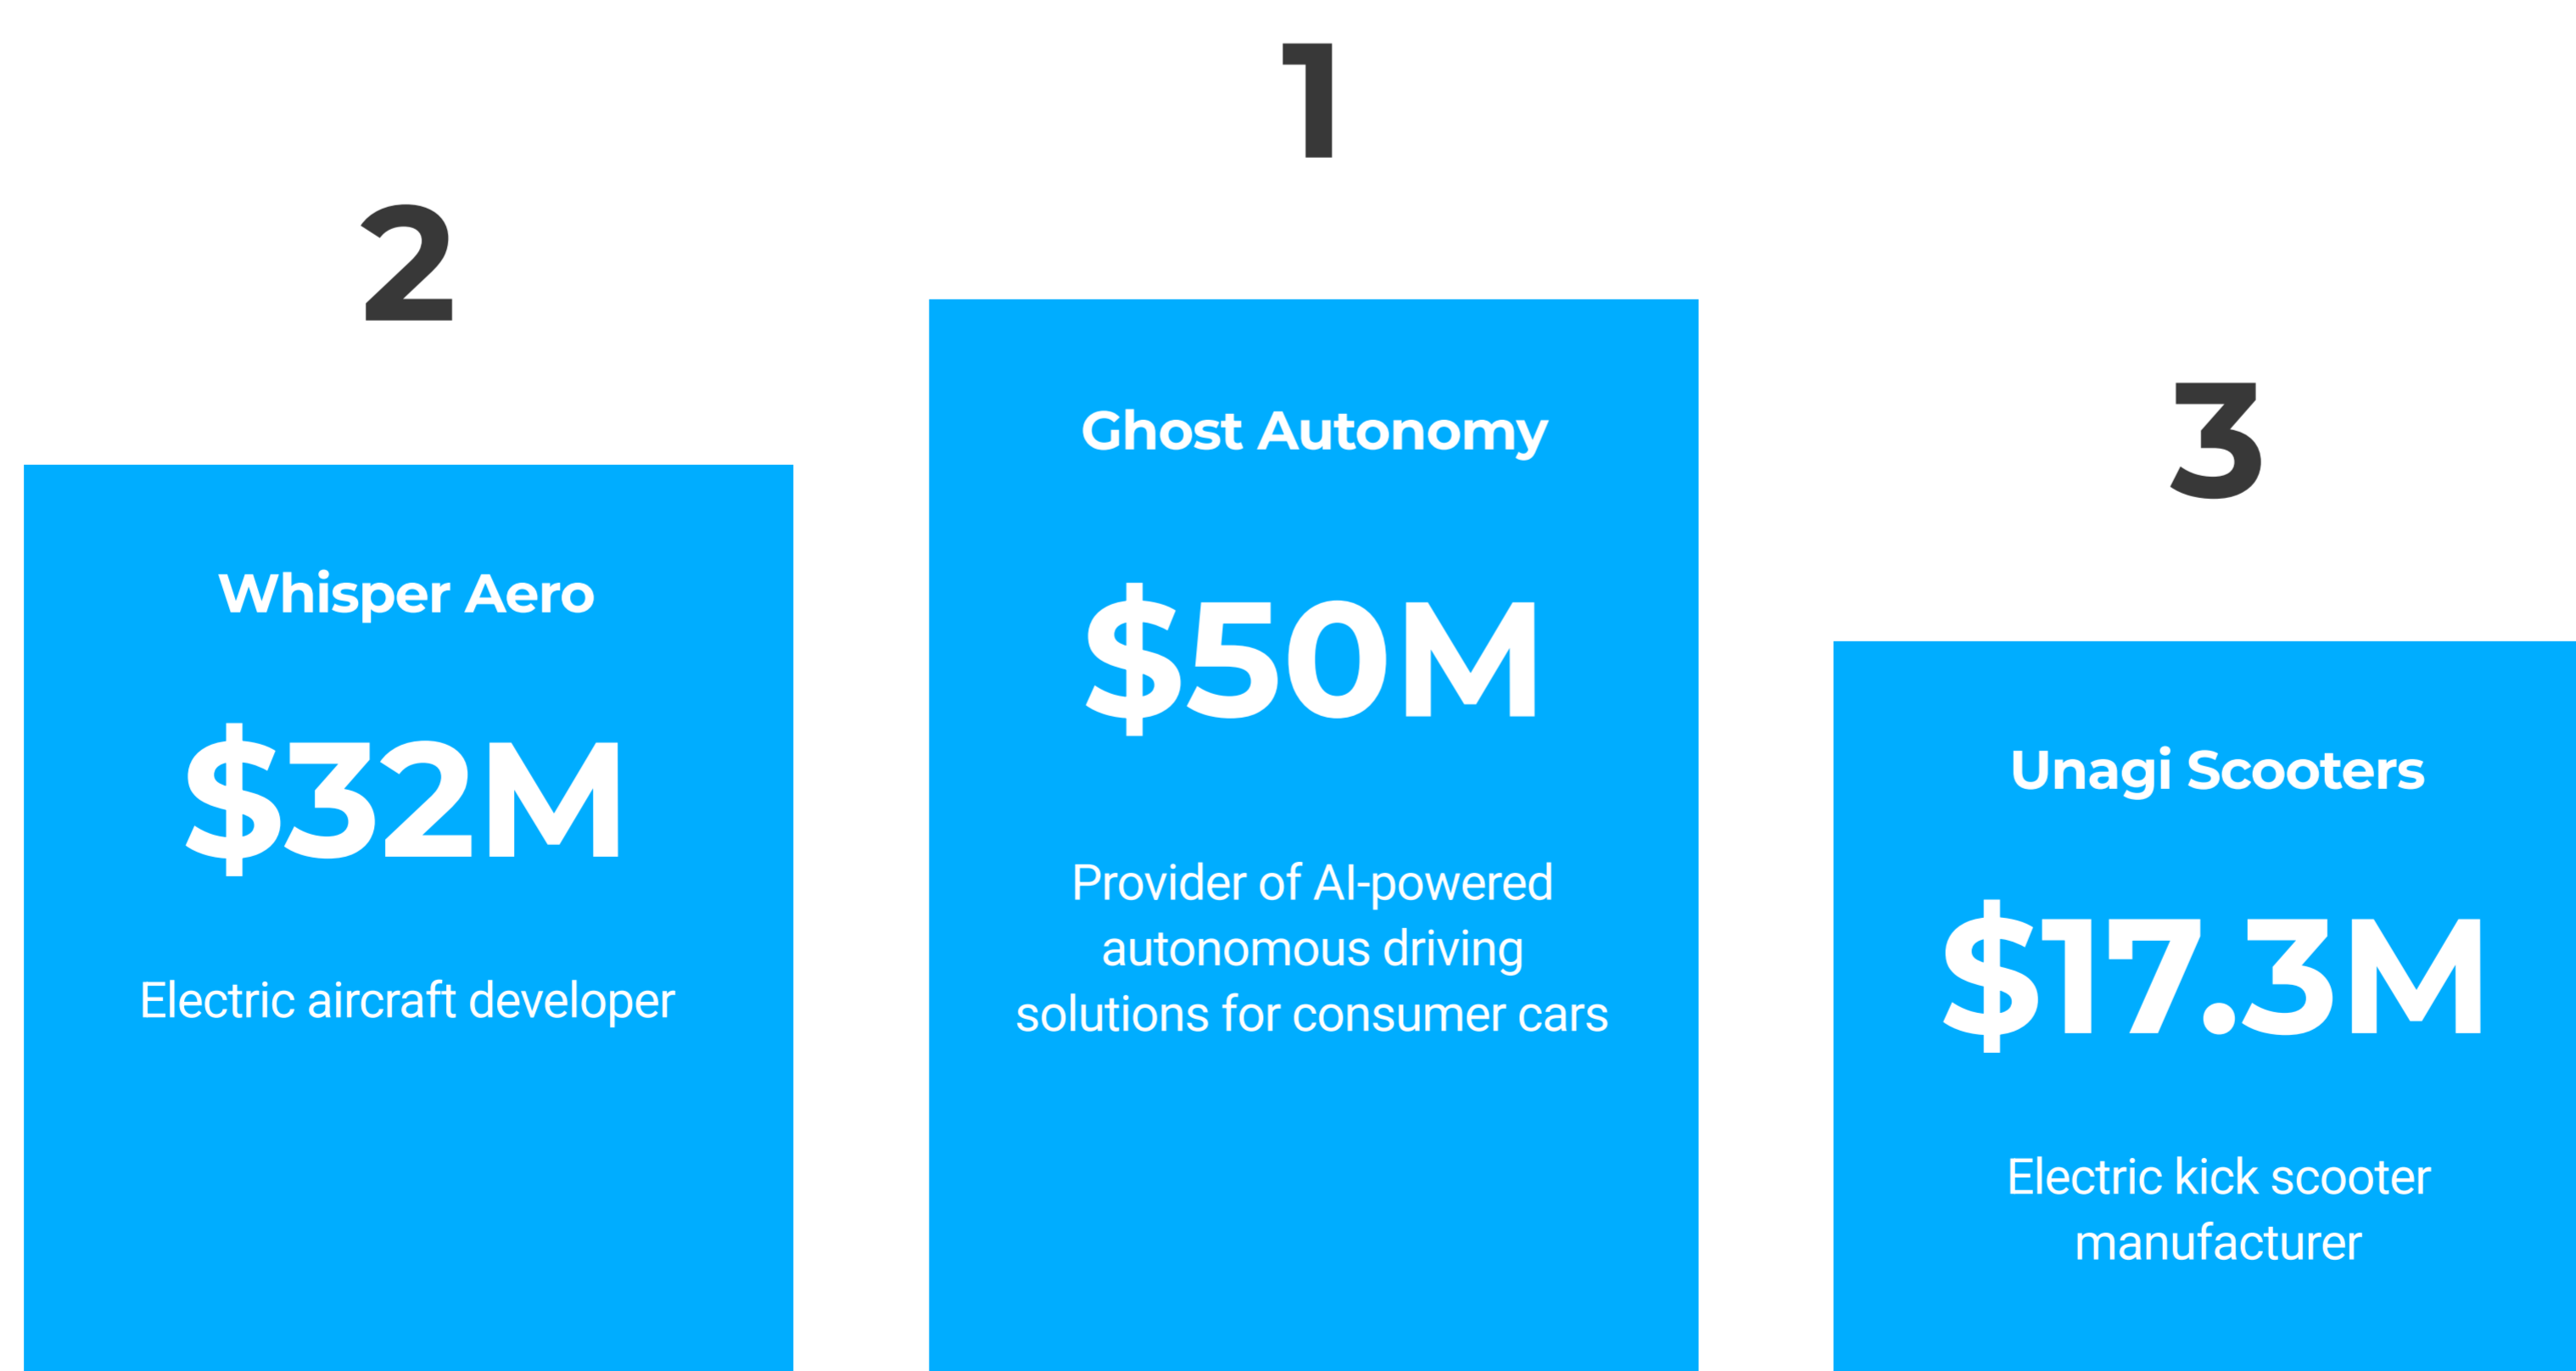 2
Whisper Aero
$32M
Electric aircraft developer
1
Ghost Autonomy
$50M
Provider of AI-powered
autonomous driving
solutions for consumer cars
3
Unagi Scooters
$17.3M
Electric kick scooter
manufacturer